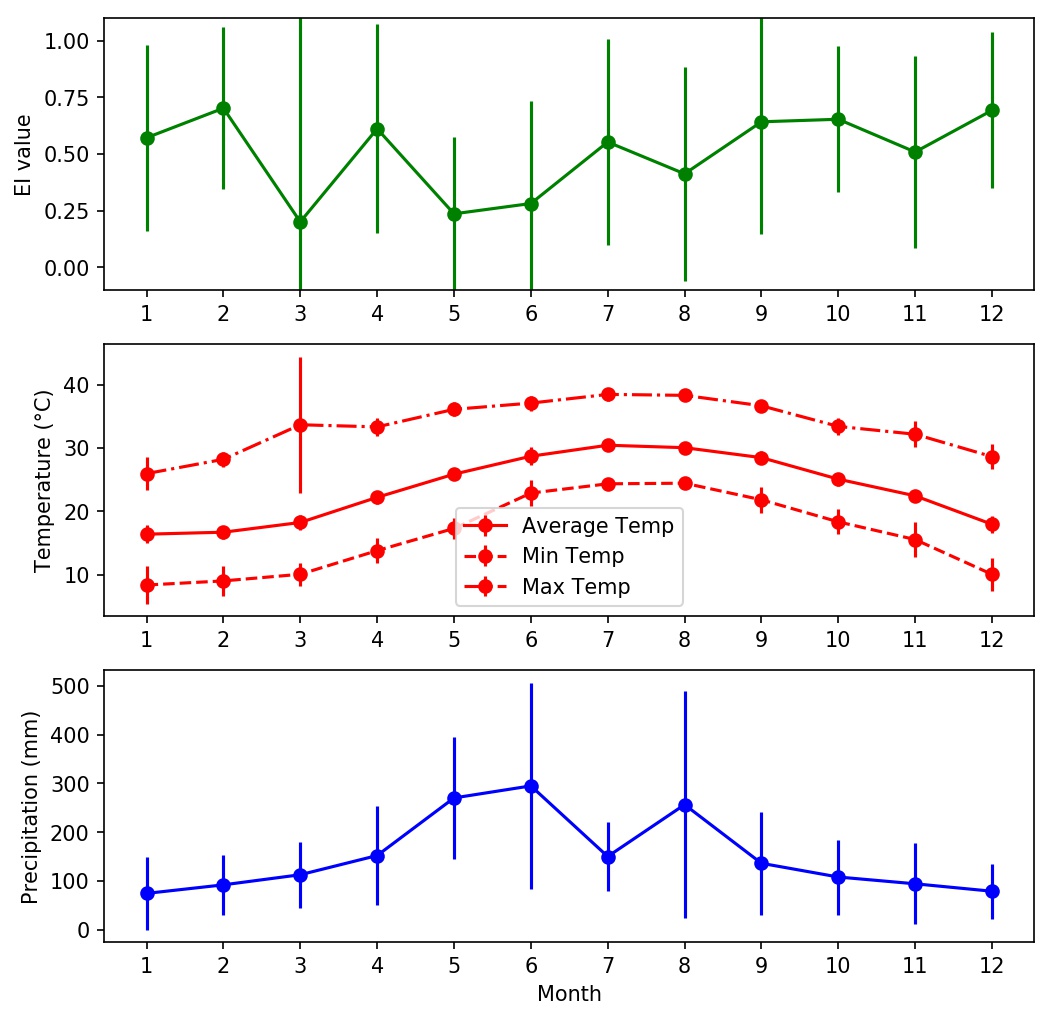 EI value
1.00
0.75
0.50
0.25
0.00
1 2 3 4 5 6 7 8 9 10 11 12
Temperature (°C)
40
30
20
10
Average Temp
Min Temp
Max Temp
1 2 3 4 5 6 7 8 9 10 11 12
Precipitation (mm)
500
400
300
200
100
0
1 2 3 4 5 6 7 8 9 10 11 12
Month